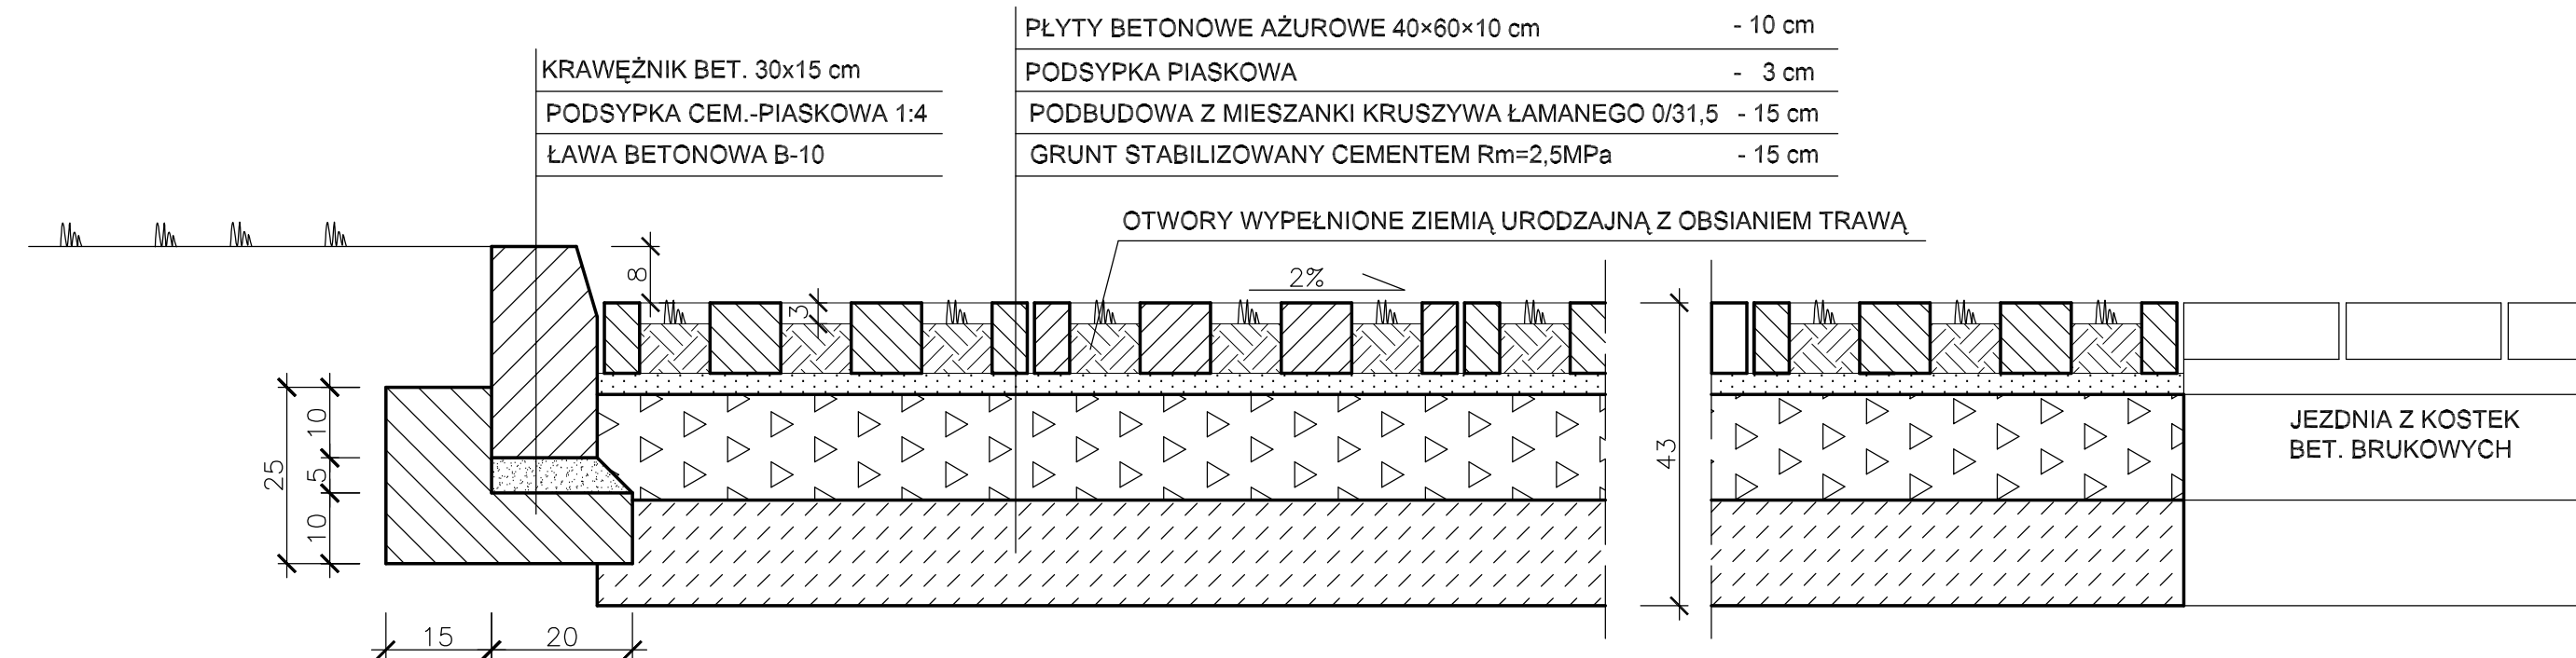 KRAWĘŻNIK BET. 30x15 cm
PODSYPKA CEM.-PIASKOWA 1:4
ŁAWA BETONOWA B-10
PŁYTY BETONOWE AŻUROWE 40×60×10 cm - 10 cm
PODSYPKA PIASKOWA - 3 cm
PODBUDOWA Z MIESZANKI KRUSZYWA ŁAMANEGO 0/31,5 - 15 cm
GRUNT STABILIZOWANY CEMENTEM Rm=2,5MPa - 15 cm
OTWORY WYPEŁNIONE ZIEMIĄ URODZAJNĄ Z OBSIANIEM TRAWĄ
8
3
2%
43
JEZDNIA Z KOSTEK
BET. BRUKOWYCH
25
10
5
10
15
20